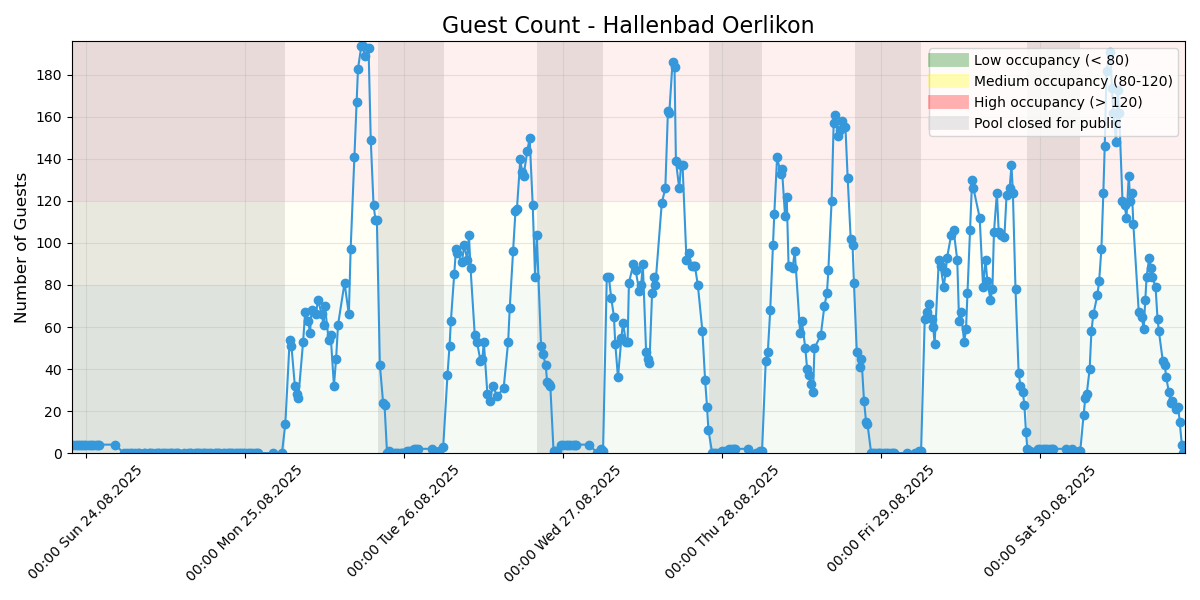 Guest Count - Hallenbad Oerlikon
Number of Guests
180
160
140
120
100
80
60
40
20
0
Low occupancy (< 80)
Medium occupancy (80-120)
High occupancy (> 120)
Pool closed for public
00:00 Sun 24.08.2025
00:00 Mon 25.08.2025
00:00 Tue 26.08.2025
00:00 Wed 27.08.2025
00:00 Thu 28.08.2025
00:00 Fri 29.08.2025
00:00 Sat 30.08.2025